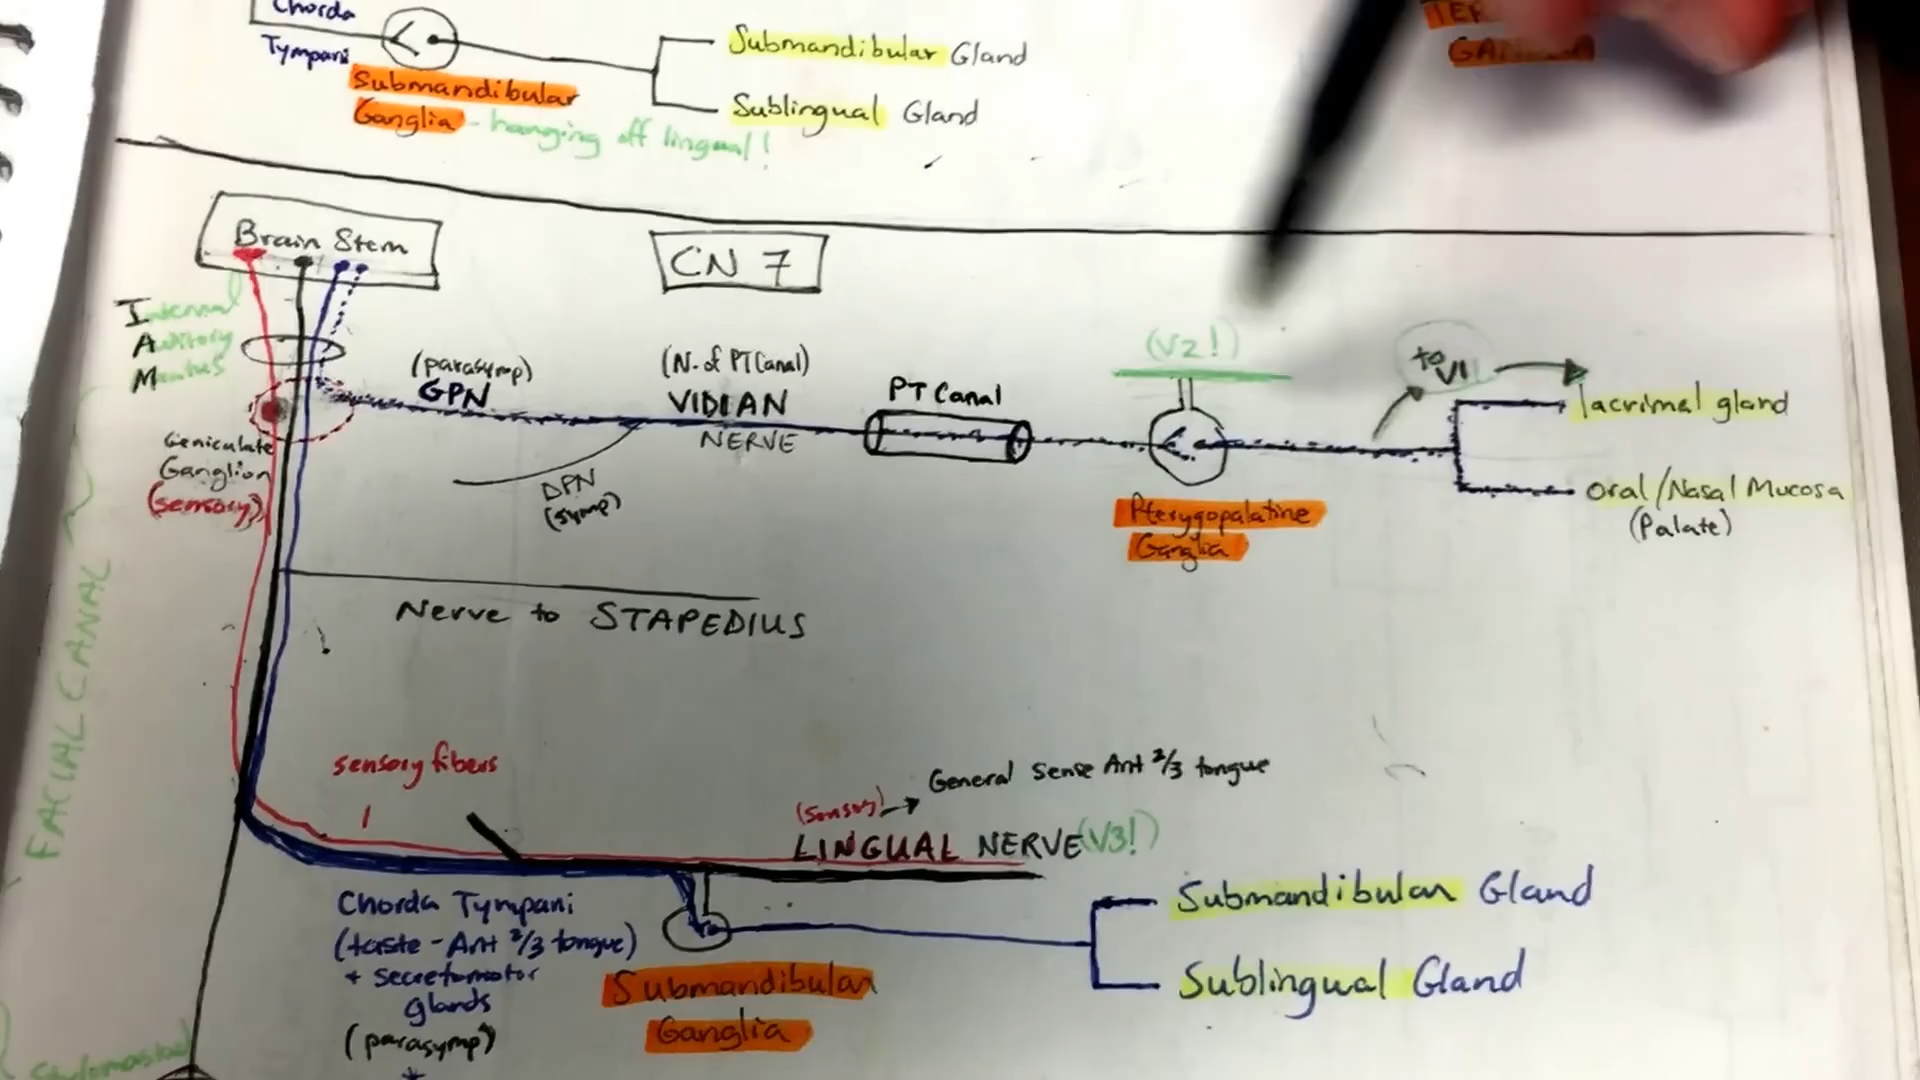 Chorda
Tympani
Submandibular
Ganglia - hanging off lingual!
Submandibular Gland
Sublingual Gland
Brain Stem
CN 7
Internal
Auditory
Meatus
Geniculate
Ganglion
(sensory)
(parasymp)
GPN
(N. of PT Canal)
VIDIAN
NERVE
DPN
(symp)
PT Canal
(V2!)
Pterygopalatine
Ganglia
to
lacrimal gland
Oral/Nasal Mucosa
(Palate)
Nerve to STAPEDIUS
FACIAL CANAL
sensory fibers
(sensory) → General Sense Ant 2/3 tongue
LINGUAL NERVE (V3!)
Chorda Tympani
(taste - Ant 2/3 tongue)
+ secretomotor
glands
(parasymp)
*
Submandibular
Ganglia
Submandibular Gland
Sublingual Gland